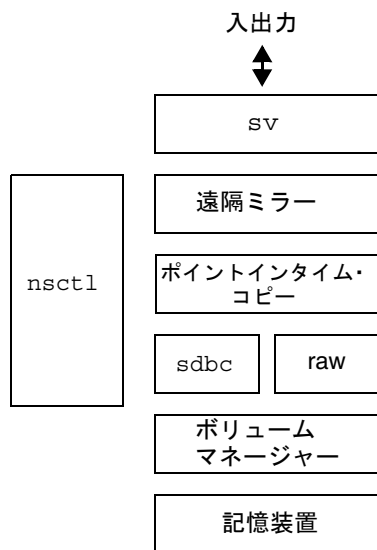 入出力
sv
遠隔ミラー
nsctl
ポイントインタイム・
コピー
sdbc
raw
ボリューム
マネージャー
記憶装置